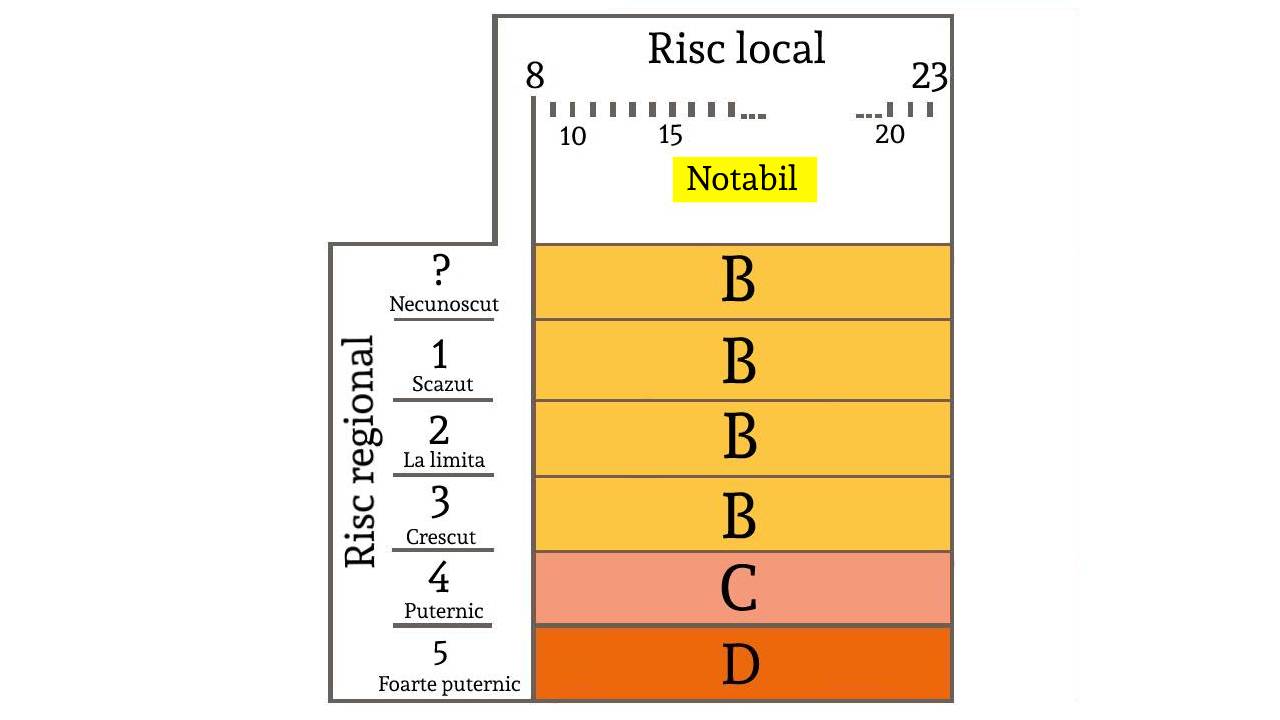 Risc local
8 23
10 15 20
Notabil
Risc regional
?
Necunoscut
B
1
Scazut
B
2
La limita
B
3
Crescut
B
4
Puternic
C
5
Foarte puternic
D